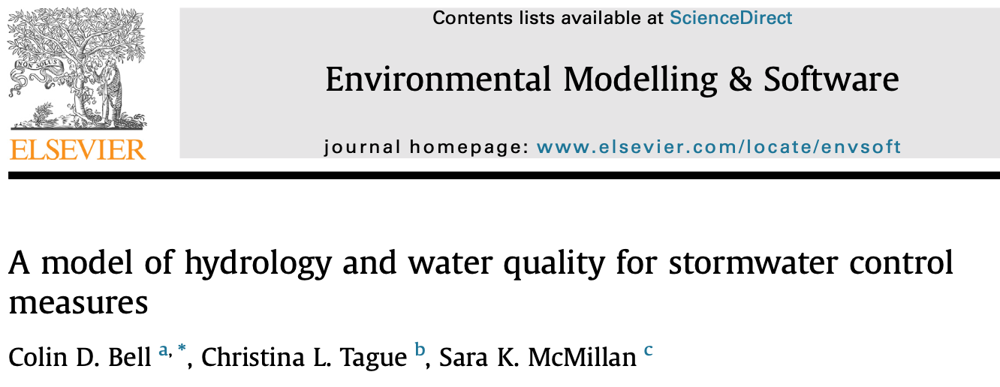 Contents lists available at ScienceDirect
Environmental Modelling & Software
journal homepage: www.elsevier.com/locate/envsoft
NON SOLUS
ELSEVIER
A model of hydrology and water quality for stormwater control
measures
Colin D. Bell a, *, Christina L. Tague b, Sara K. McMillan c